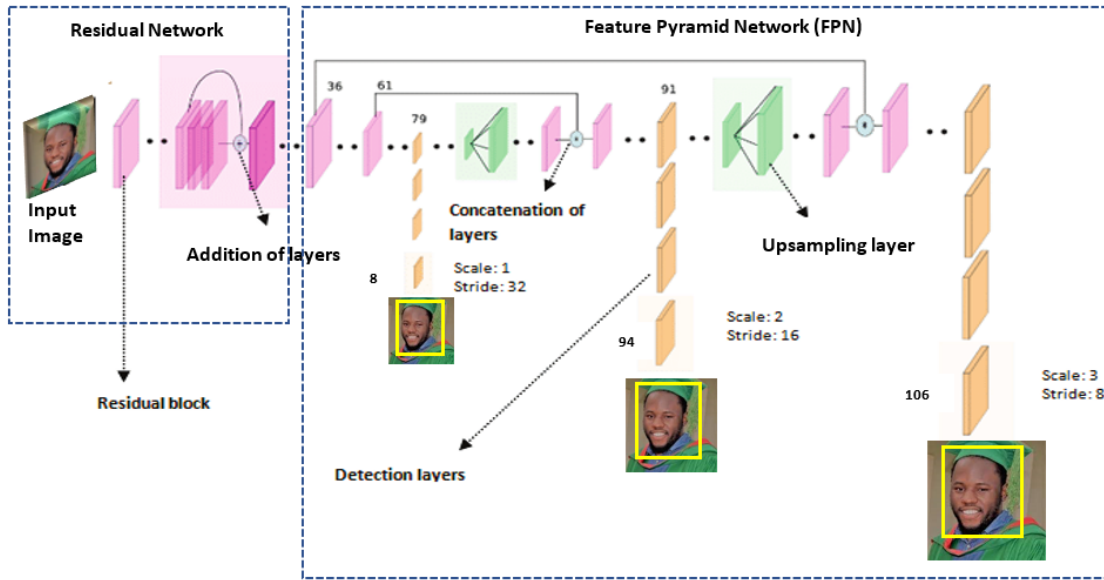 Residual Network
Feature Pyramid Network (FPN)
36
61
79
91
Input
Image
Addition of layers
Concatenation of
layers
Upsampling layer
8
Scale: 1
Stride: 32
94
Scale: 2
Stride: 16
106
Scale: 3
Stride: 8
Residual block
Detection layers